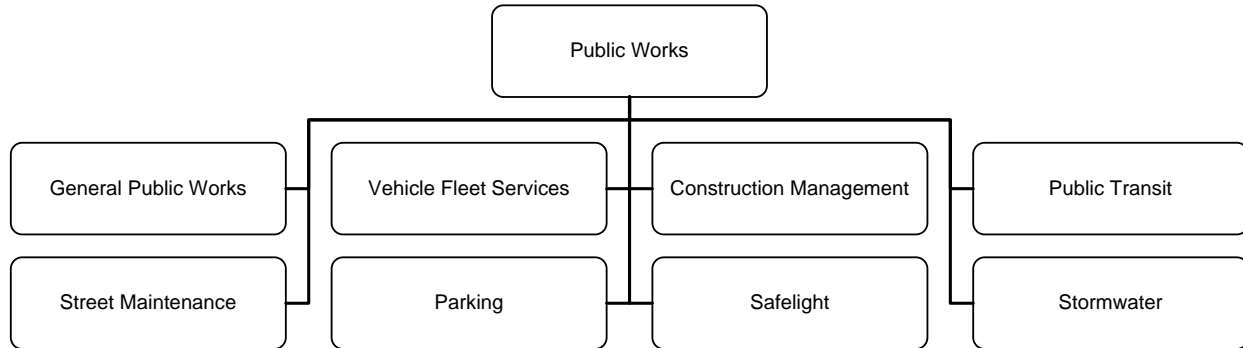 Public Works
General Public Works
Vehicle Fleet Services
Construction Management
Public Transit
Street Maintenance
Parking
Safelight
Stormwater